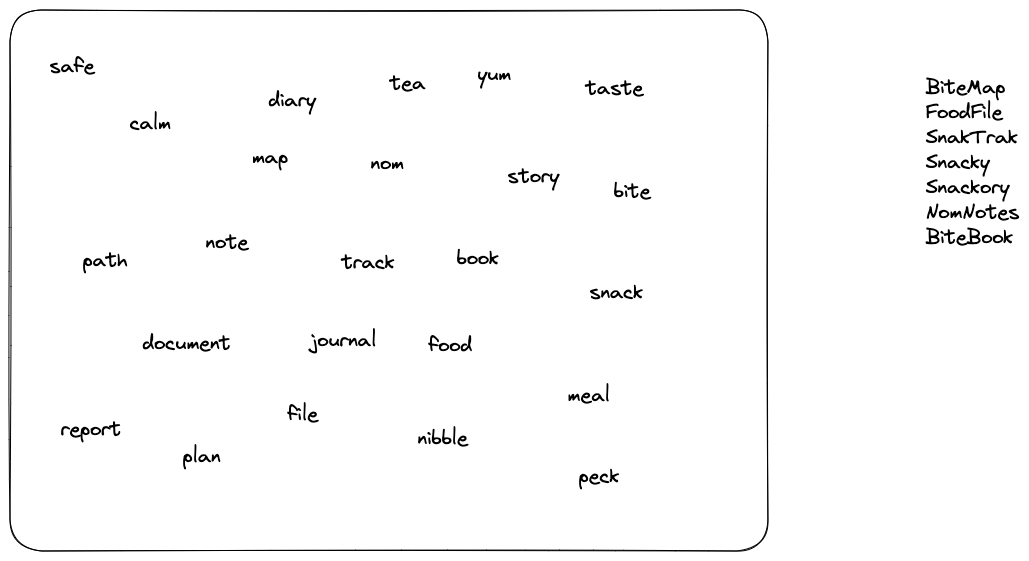 safe
calm
diary
tea
yum
taste
map
nom
story
bite
path
note
track
book
snack
document
journal
food
meal
report
plan
file
nibble
peck
BiteMap
FoodFile
SnakTrak
Snacky
Snackory
NomNotes
BiteBook